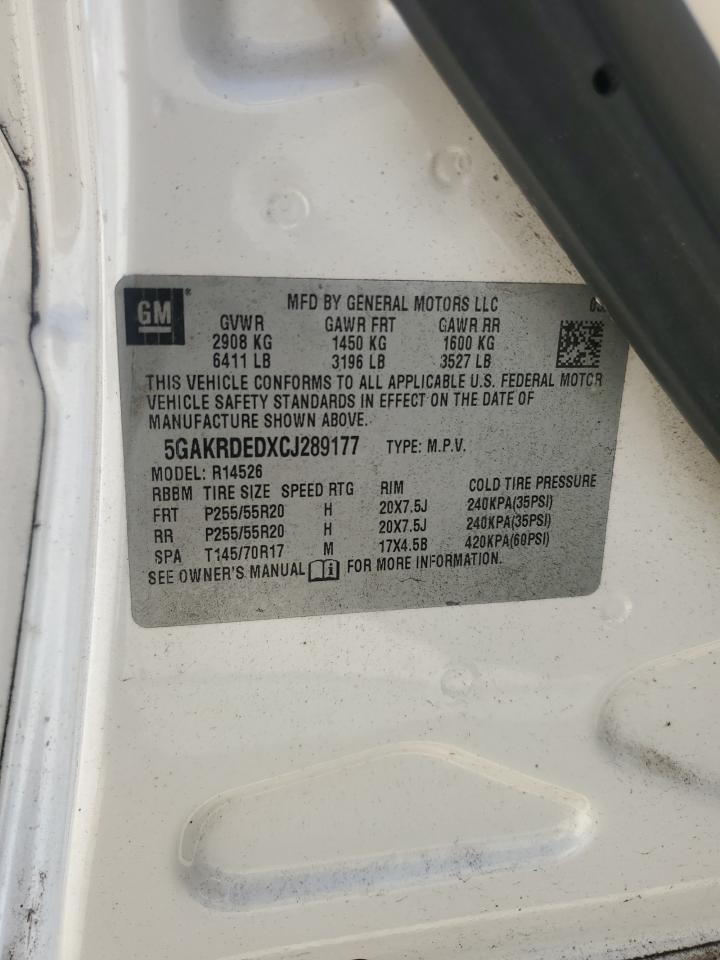 GM ®
MFD BY GENERAL MOTORS LLC
GVWR GAWR FRT GAWR RR
2908 KG 1450 KG 1600 KG
6411 LB 3196 LB 3527 LB
THIS VEHICLE CONFORMS TO ALL APPLICABLE U.S. FEDERAL MOTOR
VEHICLE SAFETY STANDARDS IN EFFECT ON THE DATE OF
MANUFACTURE SHOWN ABOVE.
5GAKRDEDXCJ289177 TYPE: M.P.V.
MODEL: R14526
RBBM TIRE SIZE SPEED RTG RIM COLD TIRE PRESSURE
FRT P255/55R20 H 20X7.5J 240KPA(35PSI)
RR P255/55R20 H 20X7.5J 240KPA(35PSI)
SPA T145/70R17 M 17X4.5B 420KPA(60PSI)
SEE OWNER'S MANUAL FOR MORE INFORMATION.